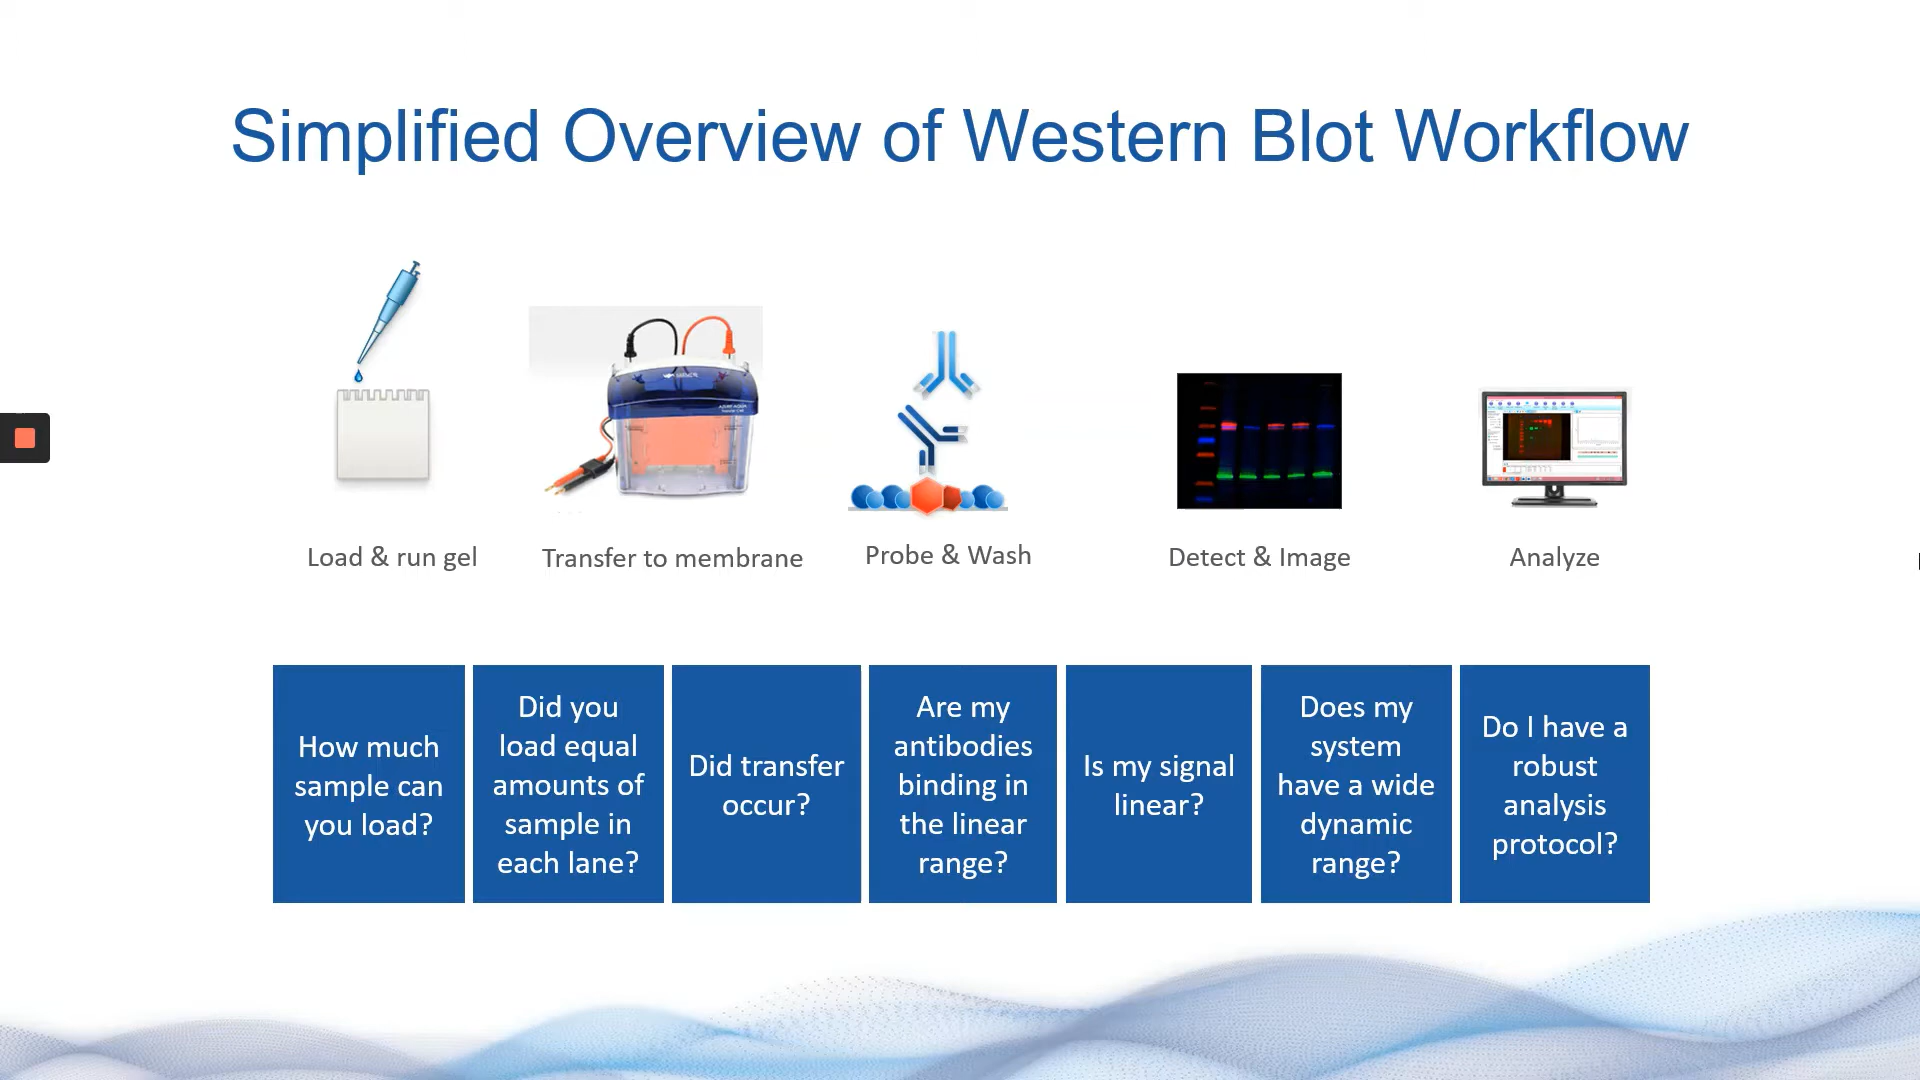 Simplified Overview of Western Blot Workflow
Load & run gel
Transfer to membrane
Probe & Wash
Detect & Image
Analyze
How much
sample can
you load?
Did you
load equal
amounts of
sample in
each lane?
Did transfer
occur?
Are my
antibodies
binding in
the linear
range?
Is my signal
linear?
Does my
system
have a wide
dynamic
range?
Do I have a
robust
analysis
protocol?